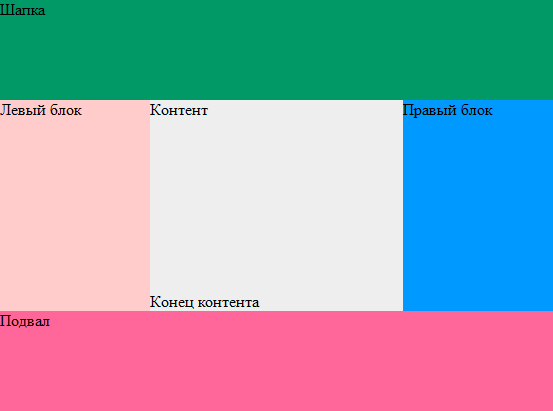 Шапка
Левый блок
Контент
Правый блок
Конец контента
Подвал